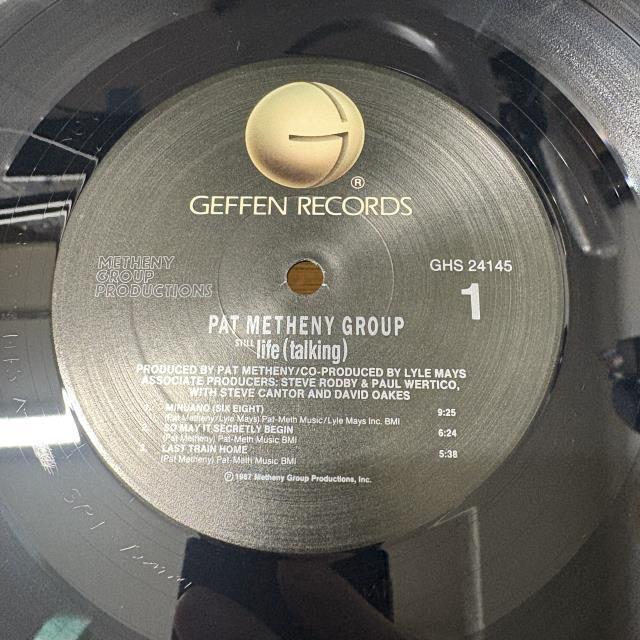 ®
GEFFEN RECORDS
METHENY
GROUP
PRODUCTIONS
GHS 24145
1
PAT METHENY GROUP
STILL life (talking)
PRODUCED BY PAT METHENY/CO-PRODUCED BY LYLE MAYS
ASSOCIATE PRODUCERS: STEVE RODBY & PAUL WERTICO,
WITH STEVE CANTOR AND DAVID OAKES
1. MINUANO (SIX EIGHT) 9:25
(Pat Metheny/Lyle Mays) Pat-Meth Music/Lyle Mays Inc. BMI
2. SO MAY IT SECRETLY BEGIN 6:24
(Pat Metheny) Pat-Meth Music BMI
3. LAST TRAIN HOME 5:38
(Pat Metheny) Pat-Meth Music BMI
℗©1987 Metheny Group Productions, Inc.